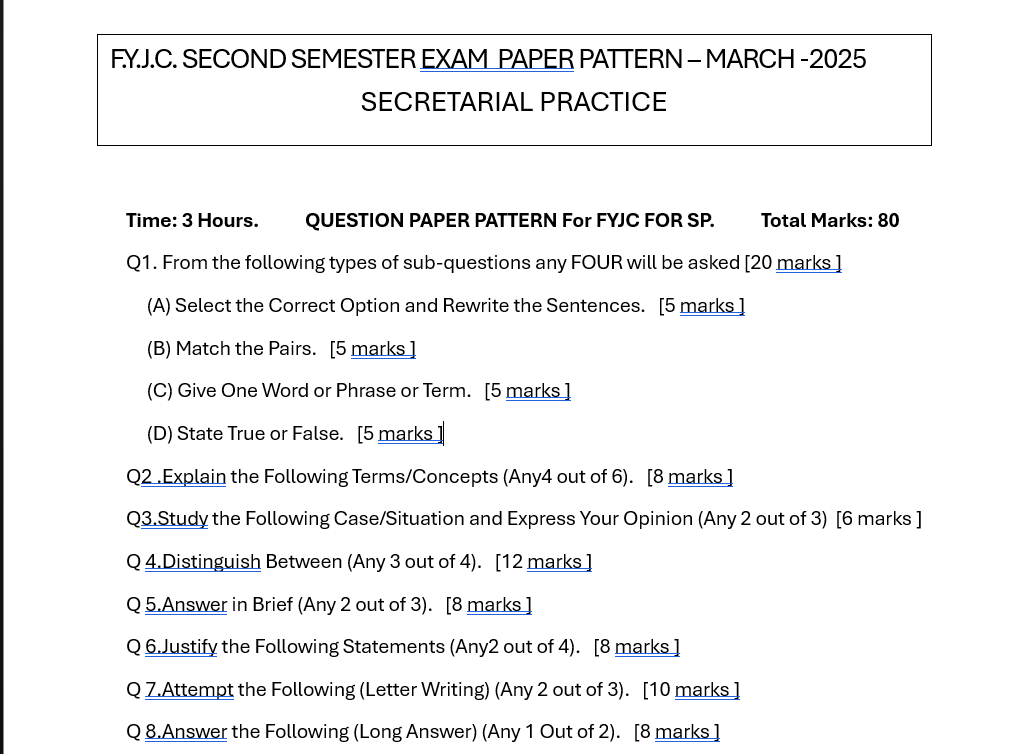 F.Y.J.C. SECOND SEMESTER EXAM PAPER PATTERN – MARCH -2025
SECRETARIAL PRACTICE
Time: 3 Hours. QUESTION PAPER PATTERN For FYJC FOR SP. Total Marks: 80
Q1. From the following types of sub-questions any FOUR will be asked [20 marks ]
(A) Select the Correct Option and Rewrite the Sentences. [5 marks ]
(B) Match the Pairs. [5 marks ]
(C) Give One Word or Phrase or Term. [5 marks ]
(D) State True or False. [5 marks ]
Q2 .Explain the Following Terms/Concepts (Any4 out of 6). [8 marks ]
Q3.Study the Following Case/Situation and Express Your Opinion (Any 2 out of 3) [6 marks ]
Q 4.Distinguish Between (Any 3 out of 4). [12 marks ]
Q 5.Answer in Brief (Any 2 out of 3). [8 marks ]
Q 6.Justify the Following Statements (Any2 out of 4). [8 marks ]
Q 7.Attempt the Following (Letter Writing) (Any 2 out of 3). [10 marks ]
Q 8.Answer the Following (Long Answer) (Any 1 Out of 2). [8 marks ]